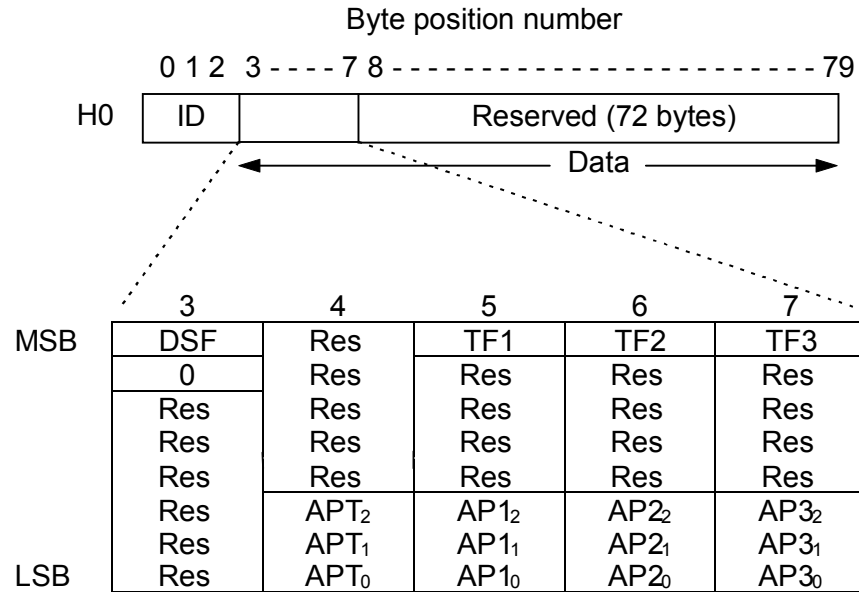 Byte position number
0 1 2 3 - - - - 7 8 - - - - - - - - - - - - - - - - - - - - - - - - 79
H0 ID Reserved (72 bytes)
Data
3 4 5 6 7
MSB DSF Res TF1 TF2 TF3
0 Res Res Res Res
Res Res Res Res Res
Res Res Res Res Res
Res Res Res Res Res
Res APT₂ AP1₂ AP2₂ AP3₂
Res APT₁ AP1₁ AP2₁ AP3₁
LSB Res APT₀ AP1₀ AP2₀ AP3₀